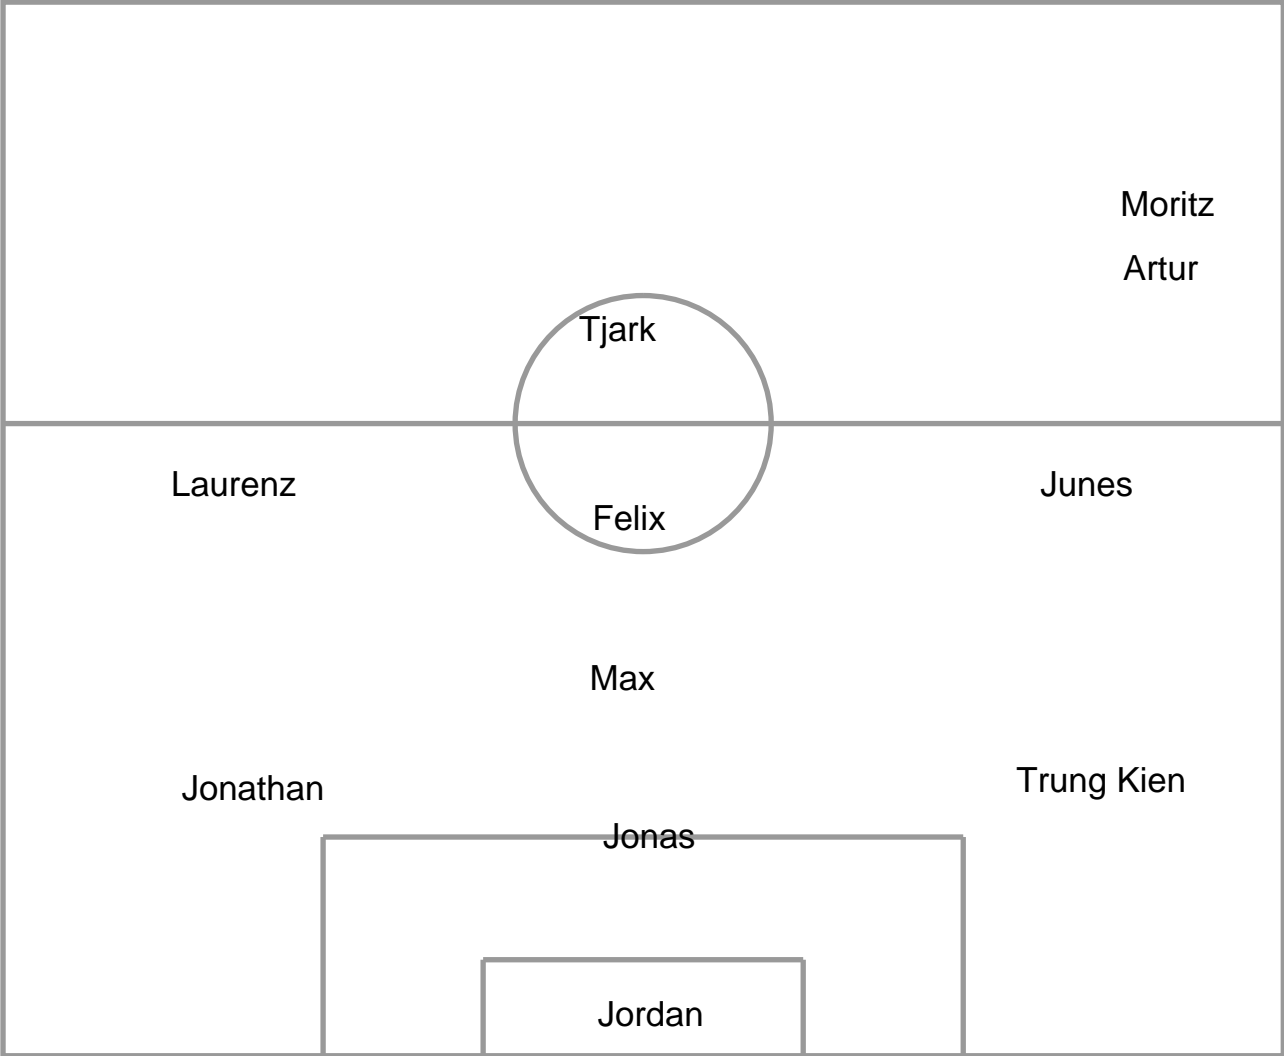 Moritz
Artur
Tjark
Laurenz
Junes
Felix
Max
Trung Kien
Jonathan
Jonas
Jordan